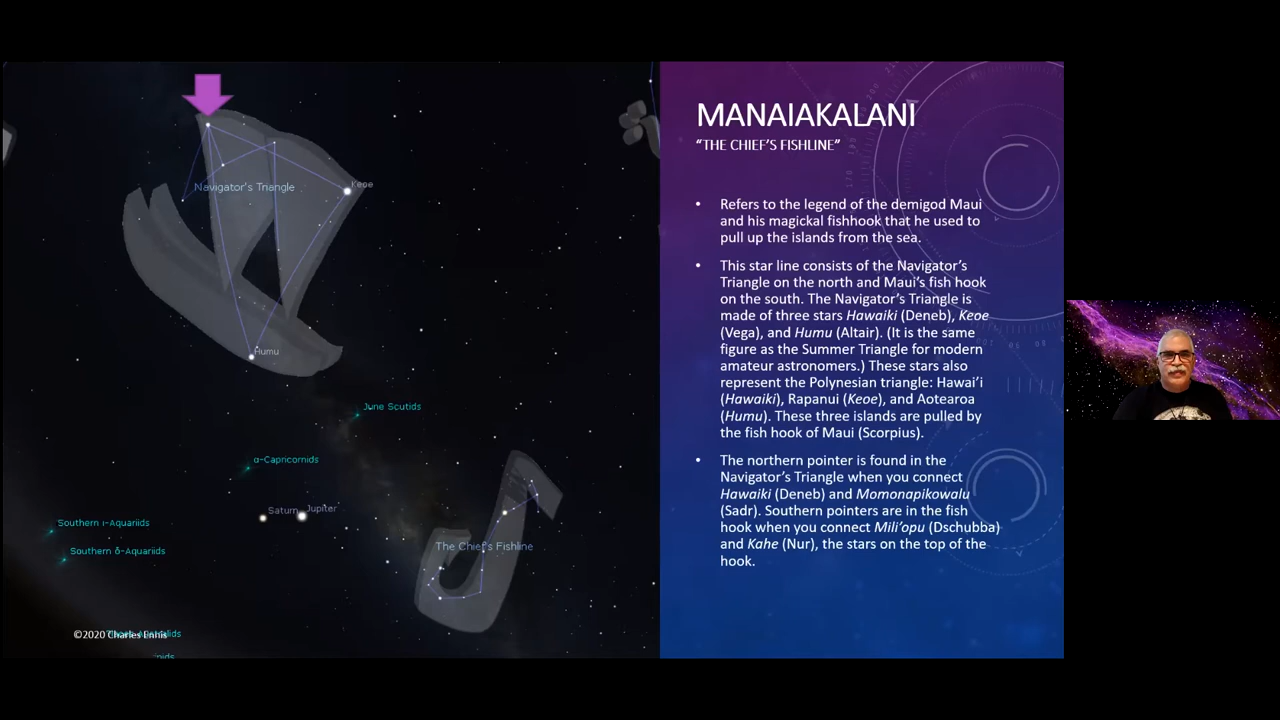 MANAIAKALANI
"THE CHIEF'S FISHLINE"
Keoe
Navigator's Triangle
• Refers to the legend of the demigod Maui
and his magickal fishhook that he used to
pull up the islands from the sea.
• This star line consists of the Navigator's
Triangle on the north and Maui's fish hook
on the south. The Navigator's Triangle is
made of three stars Hawaiki (Deneb), Keoe
(Vega), and Humu (Altair). (It is the same
figure as the Summer Triangle for modern
amateur astronomers.) These stars also
represent the Polynesian triangle: Hawai'i
(Hawaiki), Rapanui (Keoe), and Aotearoa
(Humu). These three islands are pulled by
the fish hook of Maui (Scorpius).
• The northern pointer is found in the
Navigator's Triangle when you connect
Hawaiki (Deneb) and Momonapikowalu
(Sadr). Southern pointers are in the fish
hook when you connect Mili'opu (Dschubba)
and Kahe (Nur), the stars on the top of the
hook.
Humu
June Scutids
α-Capricornids
Saturn Jupiter
Southern ι-Aquariids
The Chief's Fishline
Southern δ-Aquariids
©2020 Charles Ennis